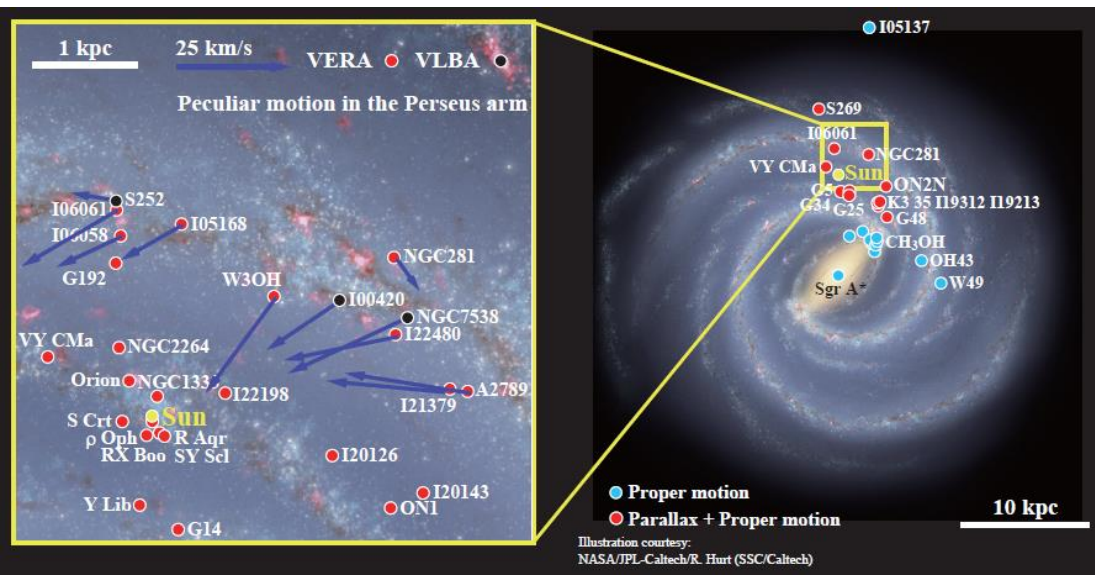 1 kpc
25 km/s
VERA
VLBA
Peculiar motion in the Perseus arm
S252
I06061
I05168
I06058
G192
W3OH
NGC281
I00420
NGC7538
I22480
VY CMa
NGC2264
Orion
NGC1333
I22198
A2789
I21379
S Crt
Sun
ρ Oph
R Aqr
RX Boo
SY Scl
I20126
I20143
Y Lib
ON1
G14
I05137
S269
I06061
NGC281
VY CMa
Sun
ON2N
G5
K3 35 I19312 I19213
G34
G25
G48
CH3OH
OH43
W49
Sgr A*
Proper motion
Parallax + Proper motion
10 kpc
Illustration courtesy:
NASA/JPL-Caltech/R. Hurt (SSC/Caltech)